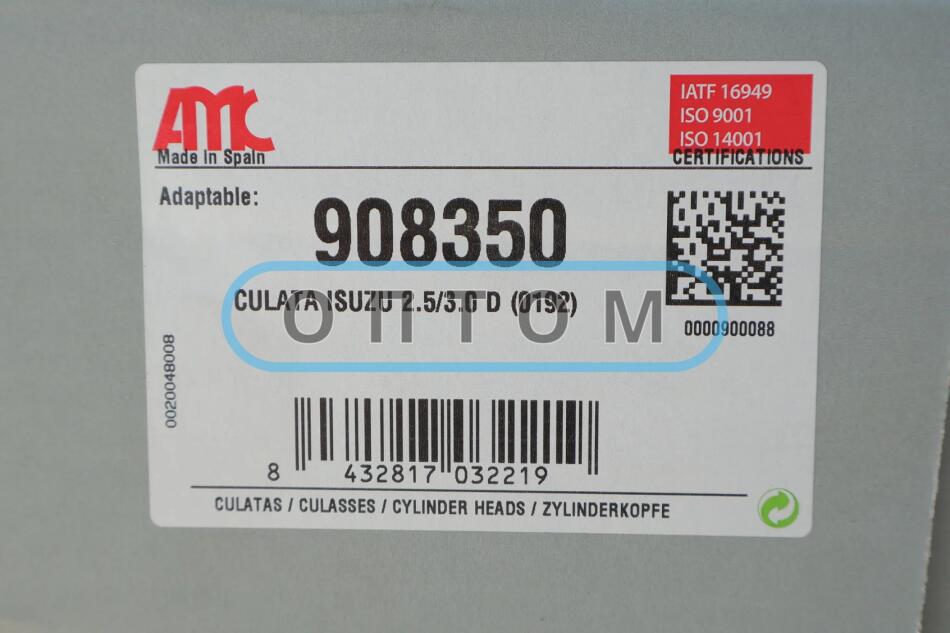 AMC
Made in Spain
IATF 16949
ISO 9001
ISO 14001
CERTIFICATIONS
Adaptable:
908350
CULATA ISUZU 2.5/3.0 D (0192)
ОПТОМ
0000900088
0020048008
8 432817 032219
CULATAS / CULASSES / CYLINDER HEADS / ZYLINDERKOPFE